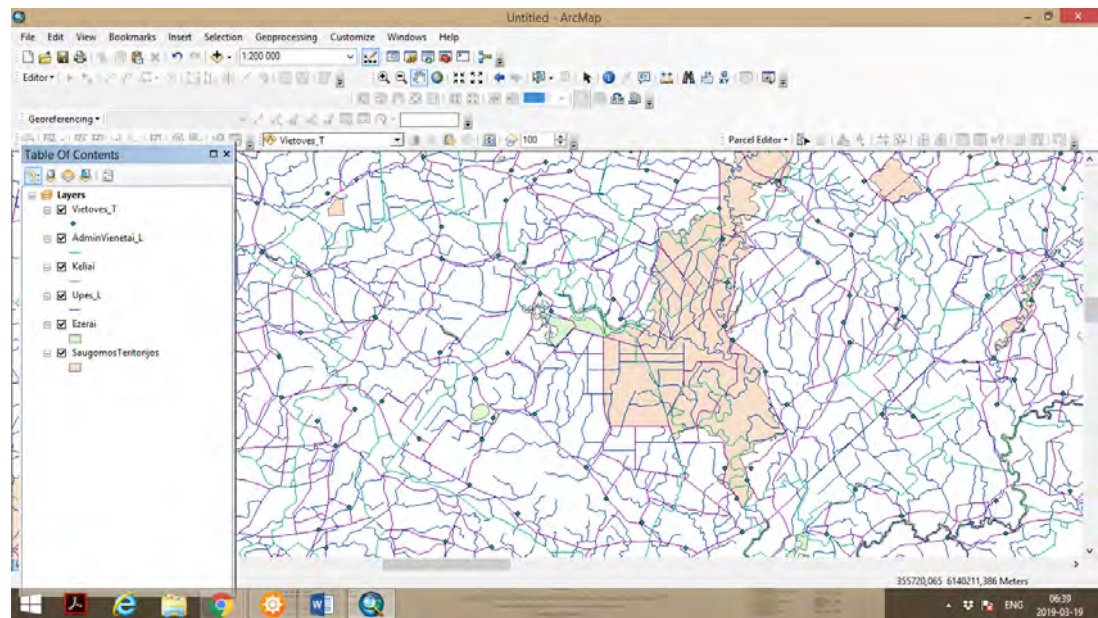 Untitled - ArcMap
File Edit View Bookmarks Insert Selection Geoprocessing Customize Windows Help
1:200 000
Editor
Georeferencing
Vietoves_T 100 Parcel Editor
Table Of Contents
Layers
Vietoves_T
AdminVienetai_L
Keliai
Upes_L
Ezerai
SaugomosTeritorijos
355720,065 6140211,386 Meters
ENG 06:39
2019-03-19